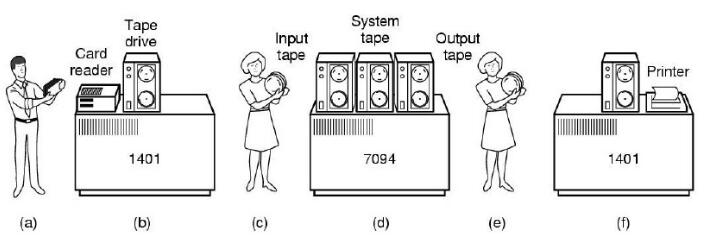 Card
reader
Tape
drive
Input
tape
System
tape
Output
tape
Printer
1401
7094
1401
(a)
(b)
(c)
(d)
(e)
(f)